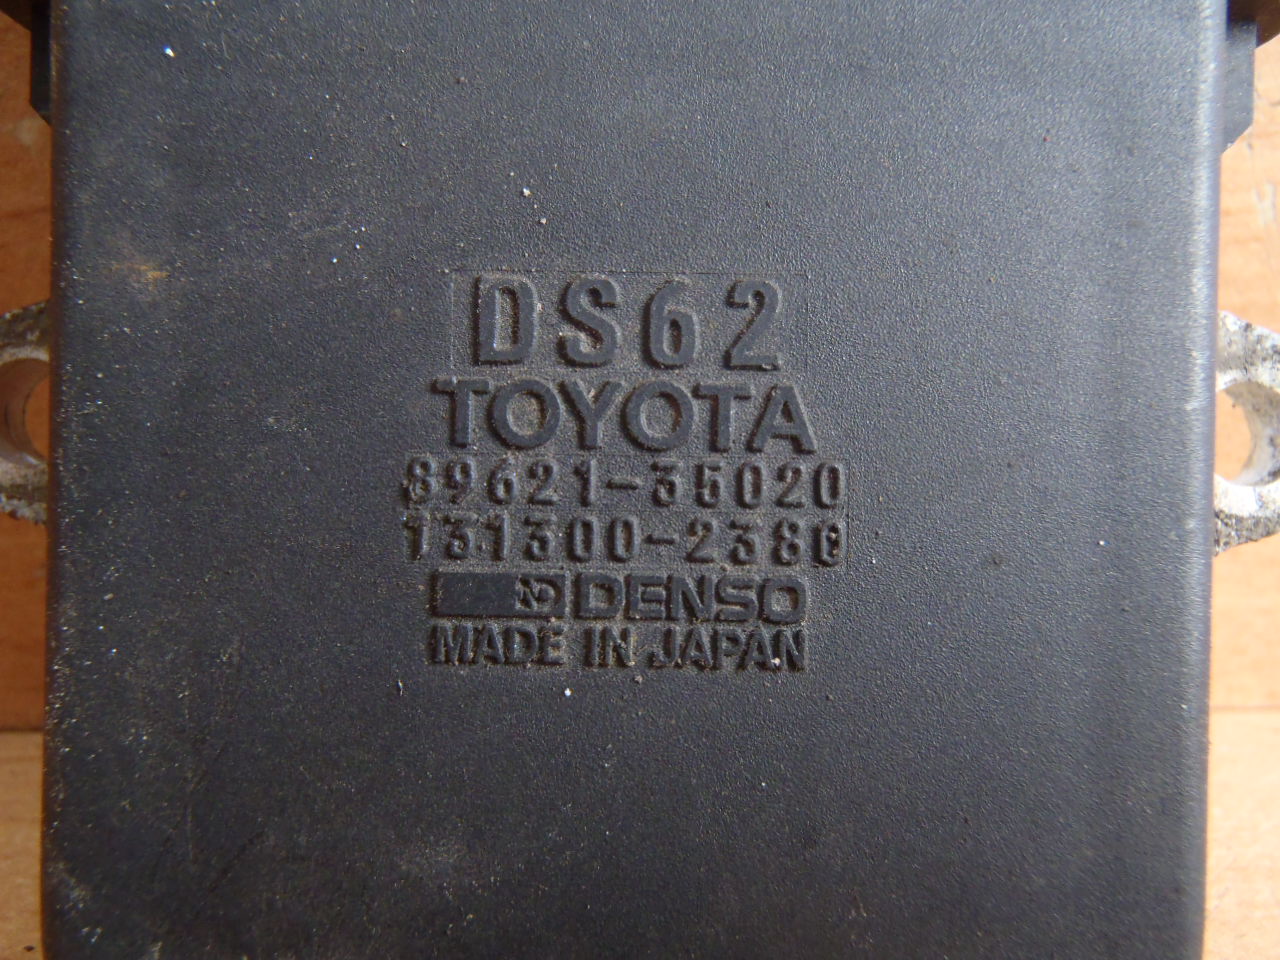 DS62
TOYOTA
89621-35020
131300-2380
DENSO
MADE IN JAPAN